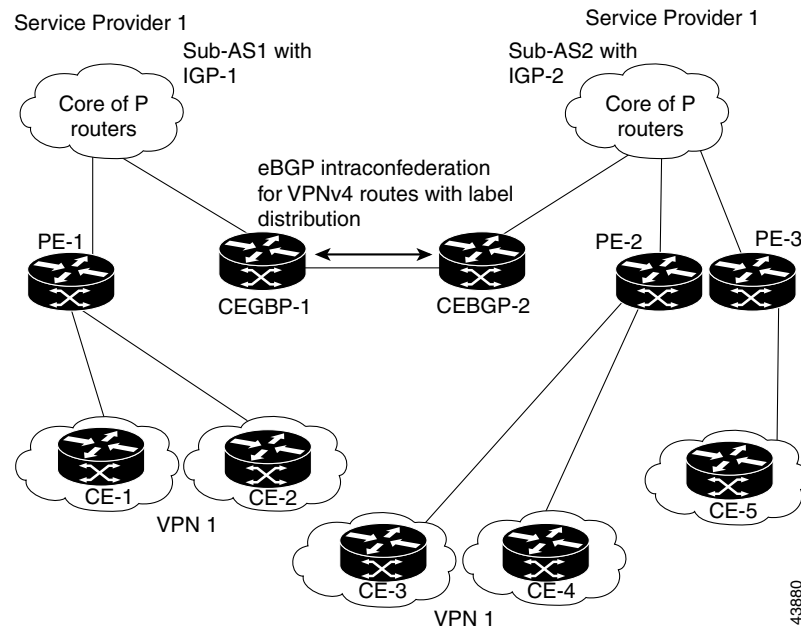 Service Provider 1
Service Provider 1
Sub-AS1 with
IGP-1
Sub-AS2 with
IGP-2
Core of P
routers
Core of P
routers
eBGP intraconfederation
for VPNv4 routes with label
distribution
PE-1
CEGBP-1
CEBGP-2
PE-2
PE-3
CE-1
CE-2
VPN 1
CE-3
CE-4
VPN 1
CE-5
43880